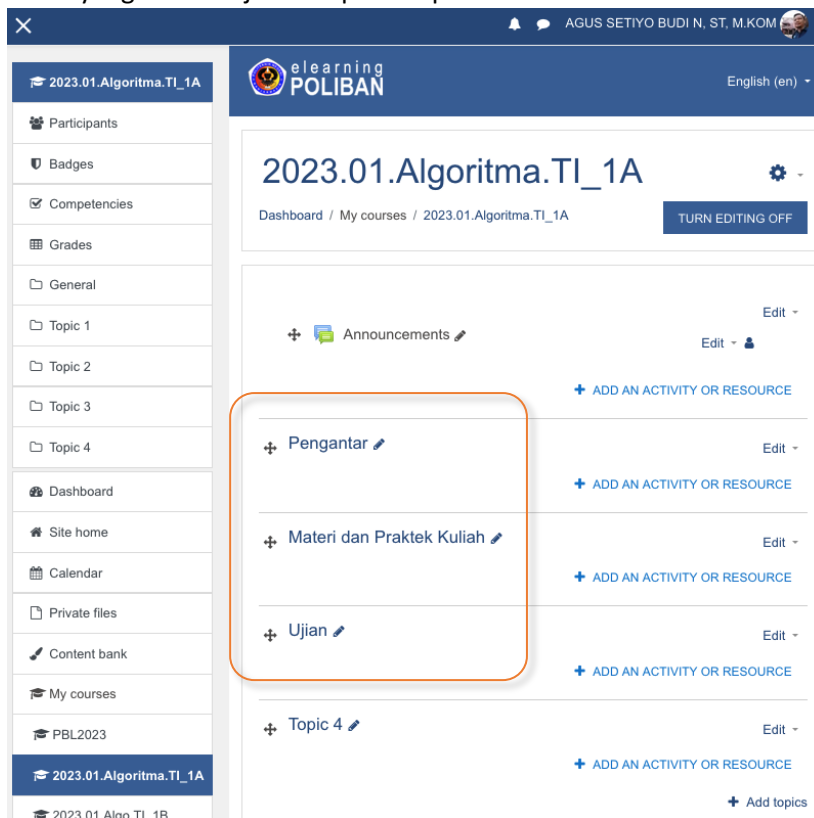 AGUS SETIYO BUDI N, ST, M.KOM
elearning
POLIBAN
English (en)
2023.01.Algoritma.TI_1A
Participants
Badges
Competencies
Grades
General
Topic 1
Topic 2
Topic 3
Topic 4
Dashboard
Site home
Calendar
Private files
Content bank
My courses
PBL2023
2023.01.Algoritma.TI_1A
2023.01.Algo.TI_1B
2023.01.Algoritma.TI_1A
Dashboard / My courses / 2023.01.Algoritma.TI_1A
TURN EDITING OFF
Edit
Announcements
Edit
ADD AN ACTIVITY OR RESOURCE
Pengantar
Edit
ADD AN ACTIVITY OR RESOURCE
Materi dan Praktek Kuliah
Edit
ADD AN ACTIVITY OR RESOURCE
Ujian
Edit
ADD AN ACTIVITY OR RESOURCE
Topic 4
Edit
ADD AN ACTIVITY OR RESOURCE
Add topics